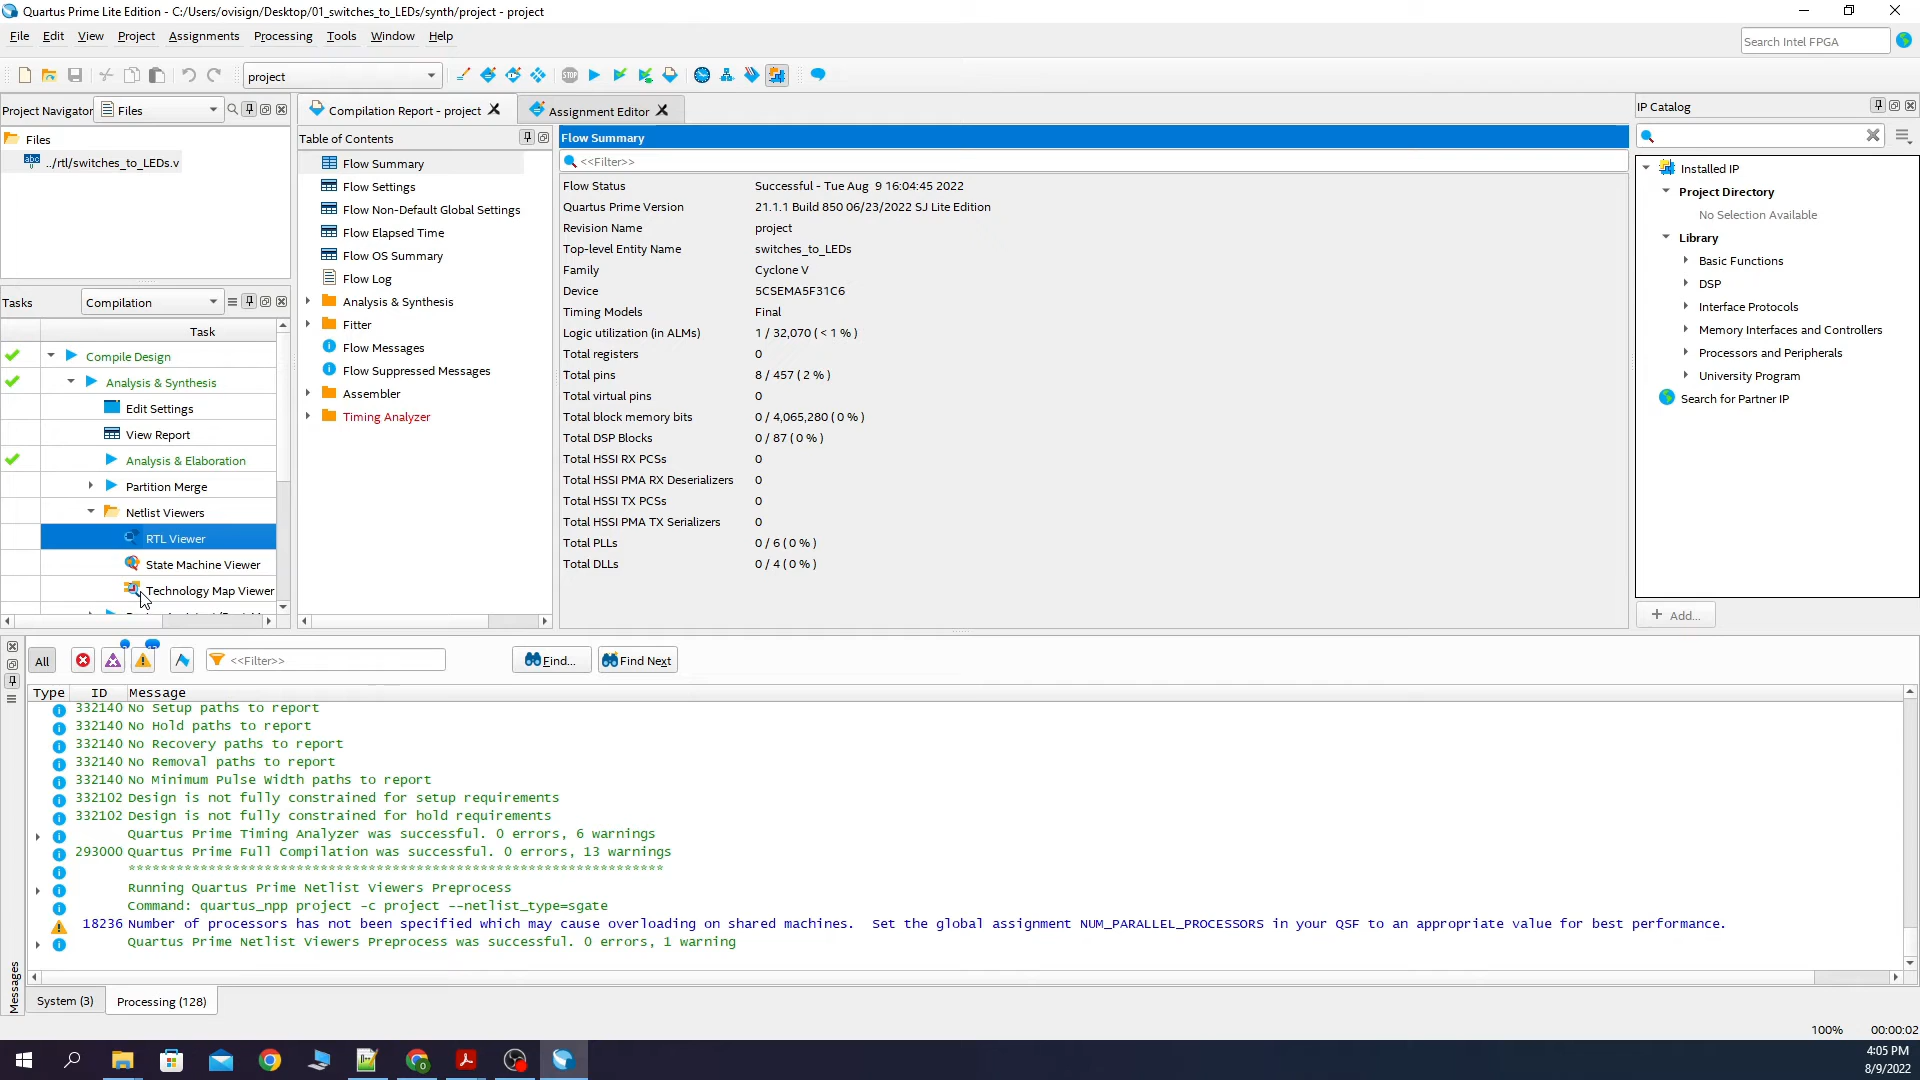 Quartus Prime Lite Edition - C:/Users/ovisign/Desktop/01_switches_to_LEDs/synth/project - project
File Edit View Project Assignments Processing Tools Window Help
Search Intel FPGA
project
Project Navigator Files
Files
../rtl/switches_to_LEDs.v
Tasks Compilation
Task
Compile Design
Analysis & Synthesis
Edit Settings
View Report
Analysis & Elaboration
Partition Merge
Netlist Viewers
RTL Viewer
State Machine Viewer
Technology Map Viewer
Compilation Report - project
Assignment Editor
Table of Contents
Flow Summary
Flow Settings
Flow Non-Default Global Settings
Flow Elapsed Time
Flow OS Summary
Flow Log
Analysis & Synthesis
Fitter
Flow Messages
Flow Suppressed Messages
Assembler
Timing Analyzer
Flow Summary
<<Filter>>
Flow Status Successful - Tue Aug 9 16:04:45 2022
Quartus Prime Version 21.1.1 Build 850 06/23/2022 SJ Lite Edition
Revision Name project
Top-level Entity Name switches_to_LEDs
Family Cyclone V
Device 5CSEMA5F31C6
Timing Models Final
Logic utilization (in ALMs) 1 / 32,070 ( < 1 % )
Total registers 0
Total pins 8 / 457 ( 2 % )
Total virtual pins 0
Total block memory bits 0 / 4,065,280 ( 0 % )
Total DSP Blocks 0 / 87 ( 0 % )
Total HSSI RX PCSs 0
Total HSSI PMA RX Deserializers 0
Total HSSI TX PCSs 0
Total HSSI PMA TX Serializers 0
Total PLLs 0 / 6 ( 0 % )
Total DLLs 0 / 4 ( 0 % )
IP Catalog
Installed IP
Project Directory
No Selection Available
Library
Basic Functions
DSP
Interface Protocols
Memory Interfaces and Controllers
Processors and Peripherals
University Program
Search for Partner IP
+ Add...
All <<Filter>> Find... Find Next
Type ID Message
332140 No Setup paths to report
332140 No Hold paths to report
332140 No Recovery paths to report
332140 No Removal paths to report
332140 No Minimum Pulse Width paths to report
332102 Design is not fully constrained for setup requirements
332102 Design is not fully constrained for hold requirements
Quartus Prime Timing Analyzer was successful. 0 errors, 6 warnings
293000 Quartus Prime Full Compilation was successful. 0 errors, 13 warnings
*******************************************************************
Running Quartus Prime Netlist Viewers Preprocess
Command: quartus_npp project -c project --netlist_type=sgate
18236 Number of processors has not been specified which may cause overloading on shared machines.  Set the global assignment NUM_PARALLEL_PROCESSORS in your QSF to an appropriate value for best performance.
Quartus Prime Netlist Viewers Preprocess was successful. 0 errors, 1 warning
Messages
System (3) Processing (128)
100% 00:00:02
4:05 PM
8/9/2022